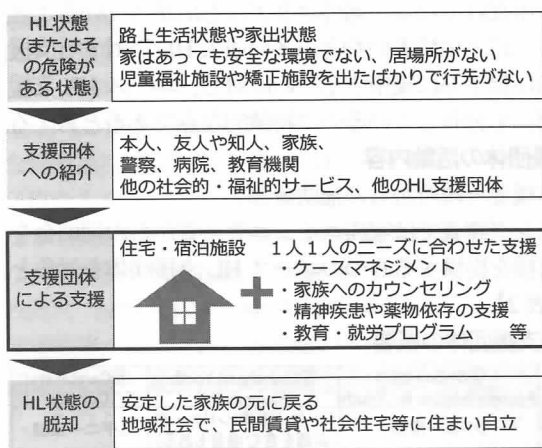 HL状態
(またはそ
の危険が
ある状態)
路上生活状態や家出状態
家はあっても安全な環境でない、居場所がない
児童福祉施設や矯正施設を出たばかりで行先がない
支援団体
への紹介
本人、友人や知人、家族、
警察、病院、教育機関
他の社会的・福祉的サービス、他のHL支援団体
支援団体
による支援
住宅・宿泊施設 1人1人のニーズに合わせた支援
・ケースマネジメント
・家族へのカウンセリング
・精神疾患や薬物依存の支援
・教育・就労プログラム 等
HL状態の
脱却
安定した家族の元に戻る
地域社会で、民間賃貸や社会住宅等に住まい自立